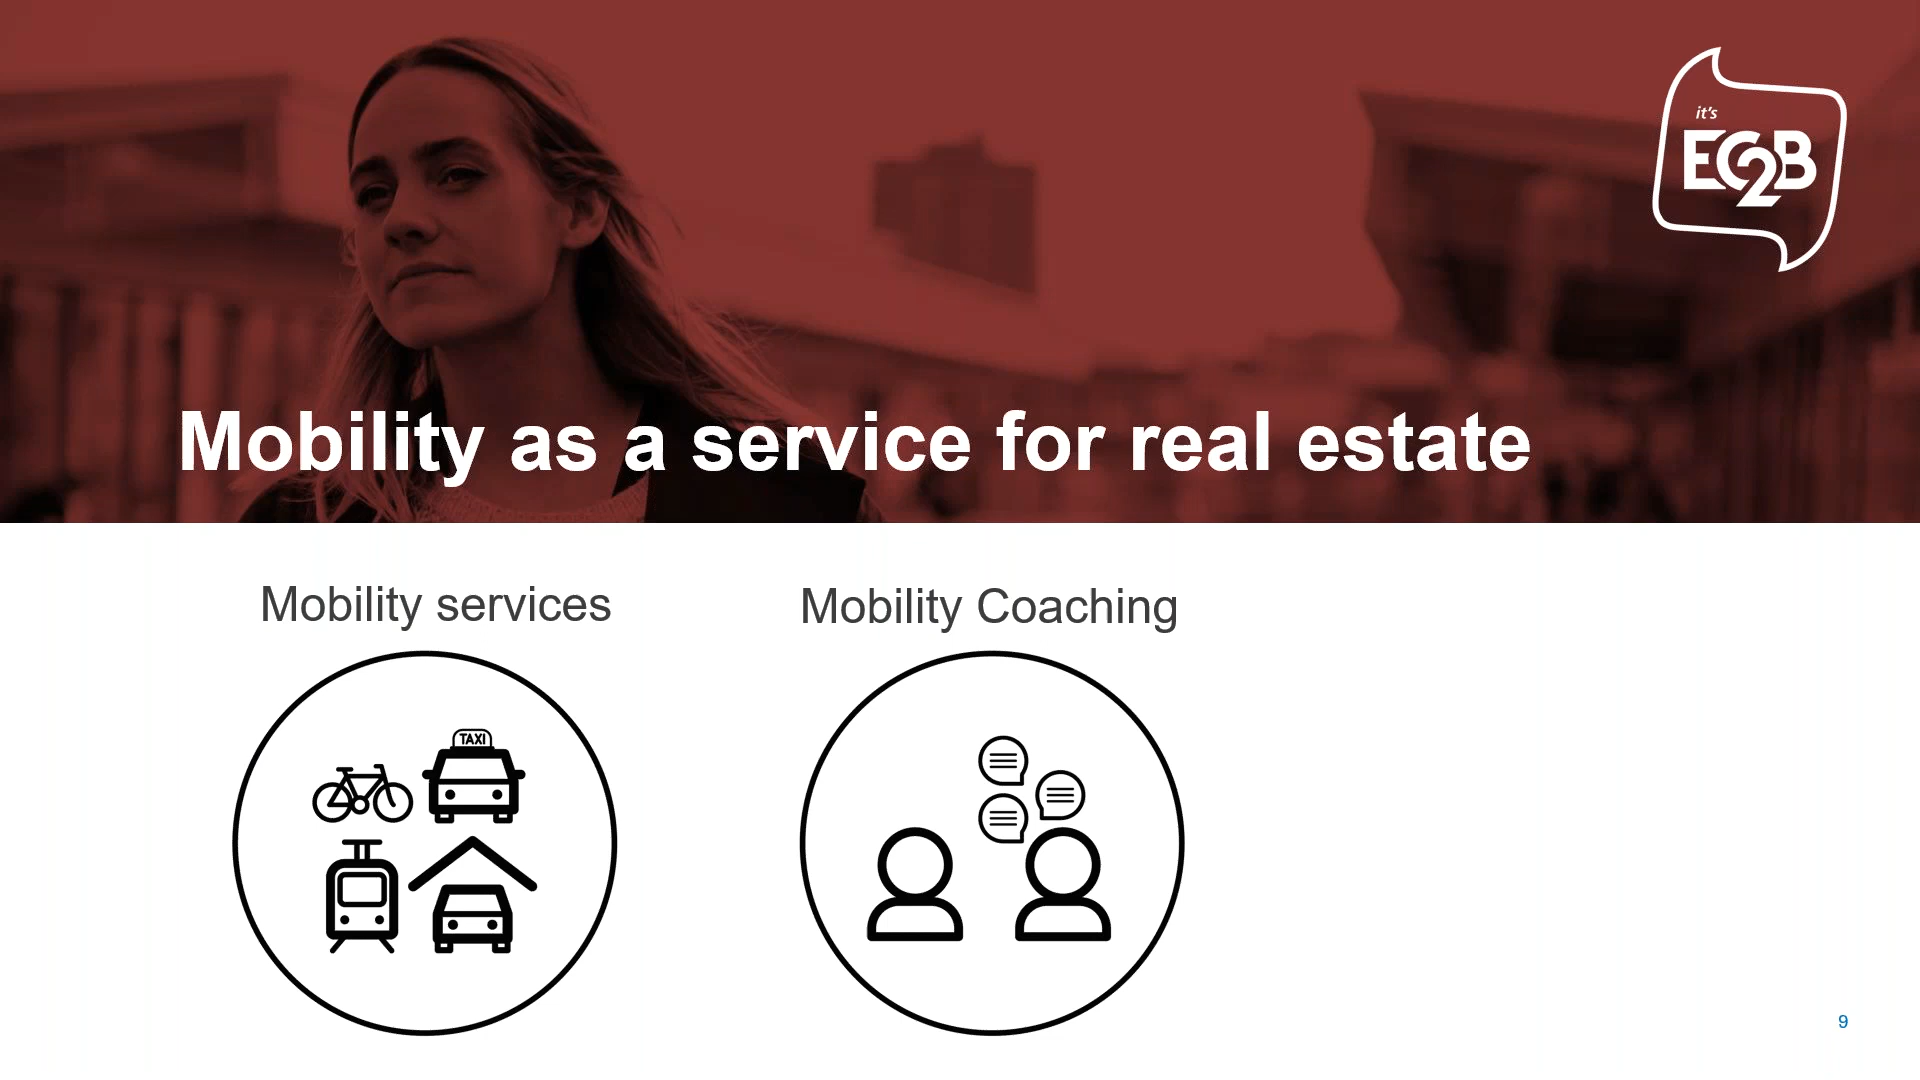 it's
EC2B
Mobility as a service for real estate
Mobility services
Mobility Coaching
TAXI
9